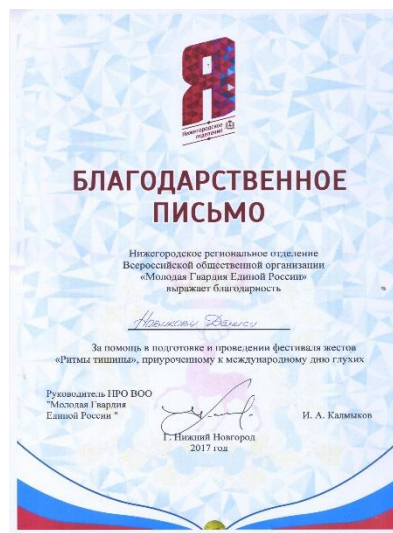 Я
Нижегородское
отделение
БЛАГОДАРСТВЕННОЕ
ПИСЬМО
Нижегородское региональное отделение
Всероссийской общественной организации
«Молодая Гвардия Единой России»
выражает благодарность
Новикову Денису
За помощь в подготовке и проведении фестиваля жестов
«Ритмы тишины», приуроченному к международному дню глухих
Руководитель НРО ВОО
"Молодая Гвардия
Единой России "
И. А. Калмыков
Г. Нижний Новгород
2017 год